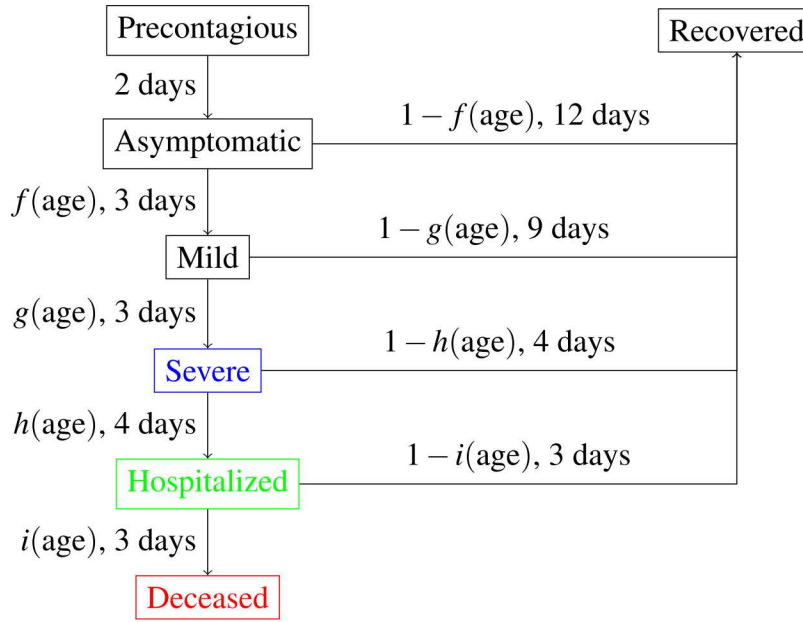 Precontagious
Recovered
2 days
1 − f(age), 12 days
Asymptomatic
f(age), 3 days
1 − g(age), 9 days
Mild
g(age), 3 days
1 − h(age), 4 days
Severe
h(age), 4 days
1 − i(age), 3 days
Hospitalized
i(age), 3 days
Deceased